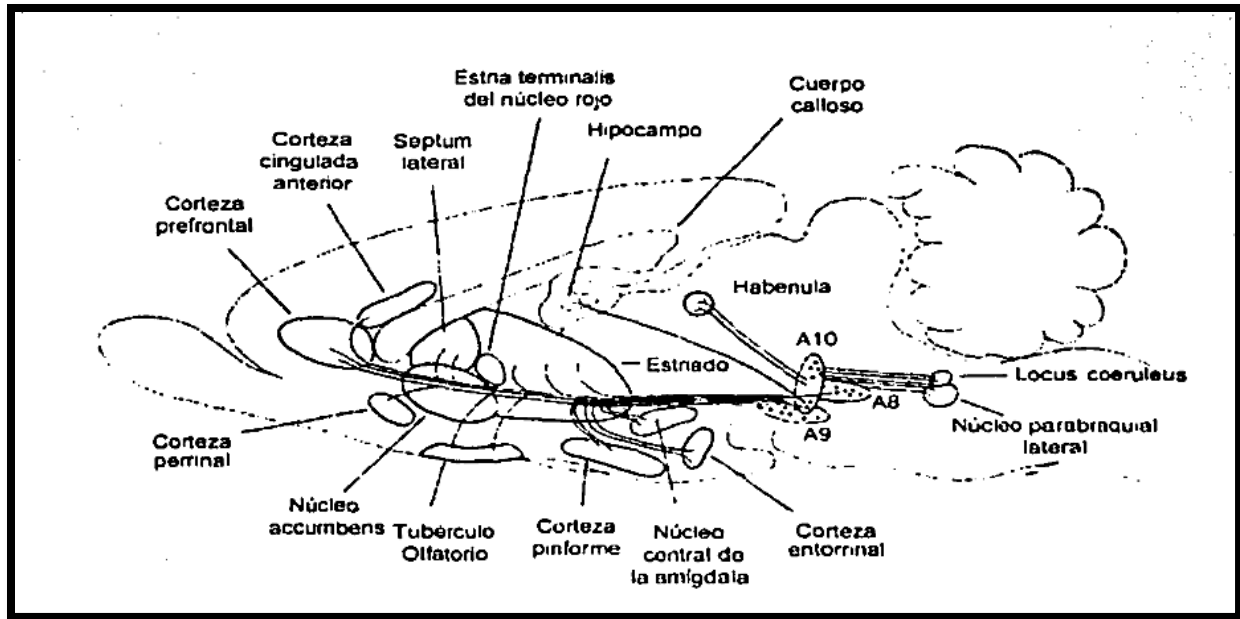 Estria terminalis
del núcleo rojo
Cuerpo
calloso
Hipocampo
Corteza
cingulada
anterior
Septum
lateral
Corteza
prefrontal
Habenula
A10
Estriado
Locus coeruleus
A8
A9
Núcleo parabraquial
lateral
Corteza
perrinal
Núcleo
accumbens
Tubérculo
Olfatorio
Corteza
piriforme
Núcleo
central de
la amígdala
Corteza
entorrinal